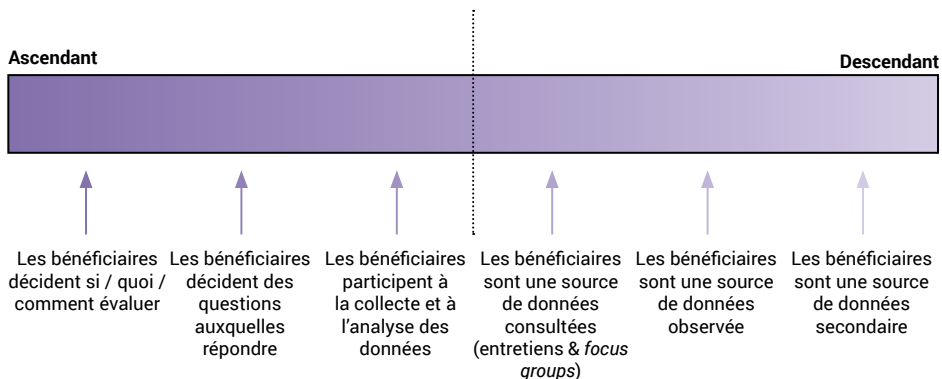 Ascendant
Descendant
Les bénéficiaires
décident si / quoi /
comment évaluer
Les bénéficiaires
décident des
questions
auxquelles
répondre
Les bénéficiaires
participent à
la collecte et à
l'analyse des
données
Les bénéficiaires
sont une source
de données
consultées
(entretiens & focus
groups)
Les bénéficiaires
sont une source
de données
observée
Les bénéficiaires
sont une source
de données
secondaire